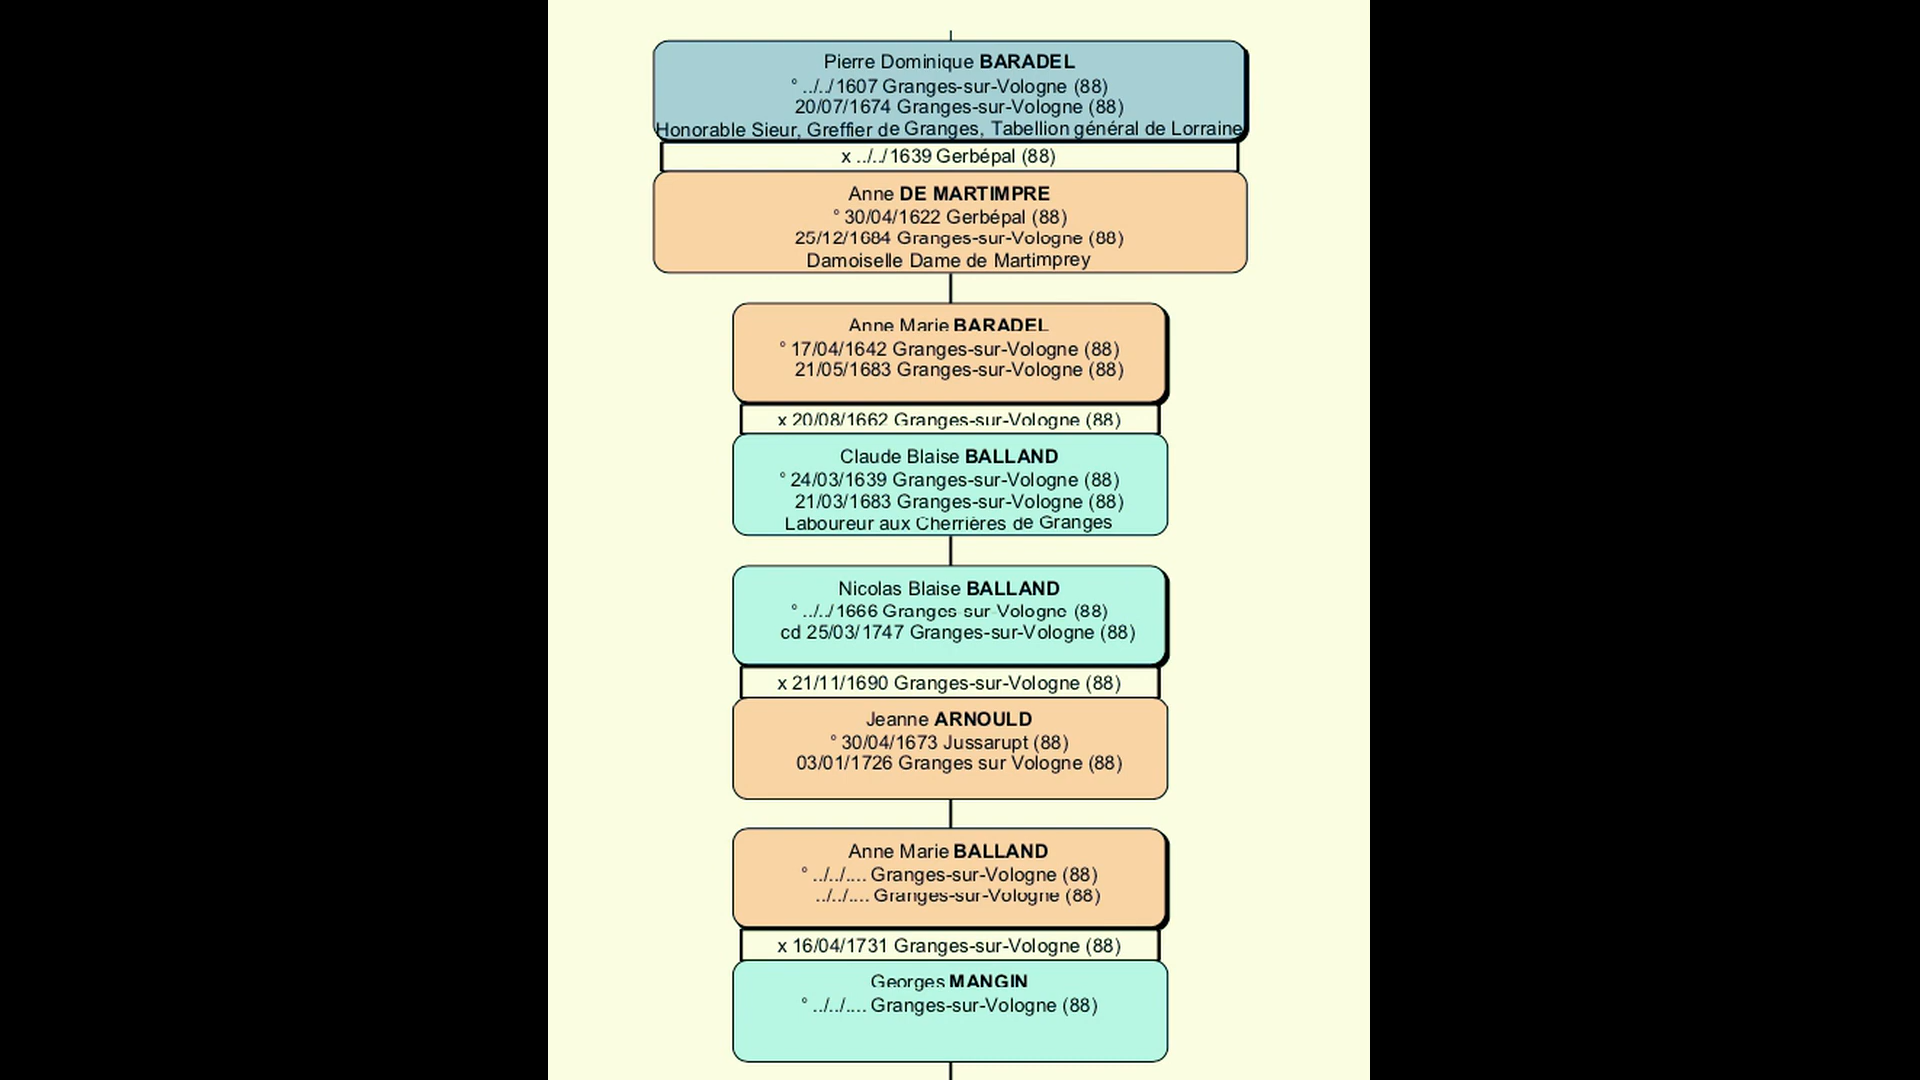 Pierre Dominique BARADEL
° ../../1607 Granges-sur-Vologne (88)
20/07/1674 Granges-sur-Vologne (88)
Honorable Sieur, Greffier de Granges, Tabellion général de Lorraine
x ../../1639 Gerbépal (88)
Anne DE MARTIMPRE
° 30/04/1622 Gerbépal (88)
25/12/1684 Granges-sur-Vologne (88)
Damoiselle Dame de Martimprey
Anne Marie BARADEL
° 17/04/1642 Granges-sur-Vologne (88)
21/05/1683 Granges-sur-Vologne (88)
x 20/08/1662 Granges-sur-Vologne (88)
Claude Blaise BALLAND
° 24/03/1639 Granges-sur-Vologne (88)
21/03/1683 Granges-sur-Vologne (88)
Laboureur aux Cherrières de Granges
Nicolas Blaise BALLAND
° ../../1666 Granges-sur-Vologne (88)
cd 25/03/1747 Granges-sur-Vologne (88)
x 21/11/1690 Granges-sur-Vologne (88)
Jeanne ARNOULD
° 30/04/1673 Jussarupt (88)
03/01/1726 Granges sur Vologne (88)
Anne Marie BALLAND
° ../../.... Granges-sur-Vologne (88)
../../.... Granges-sur-Vologne (88)
x 16/04/1731 Granges-sur-Vologne (88)
Georges MANGIN
° ../../.... Granges-sur-Vologne (88)